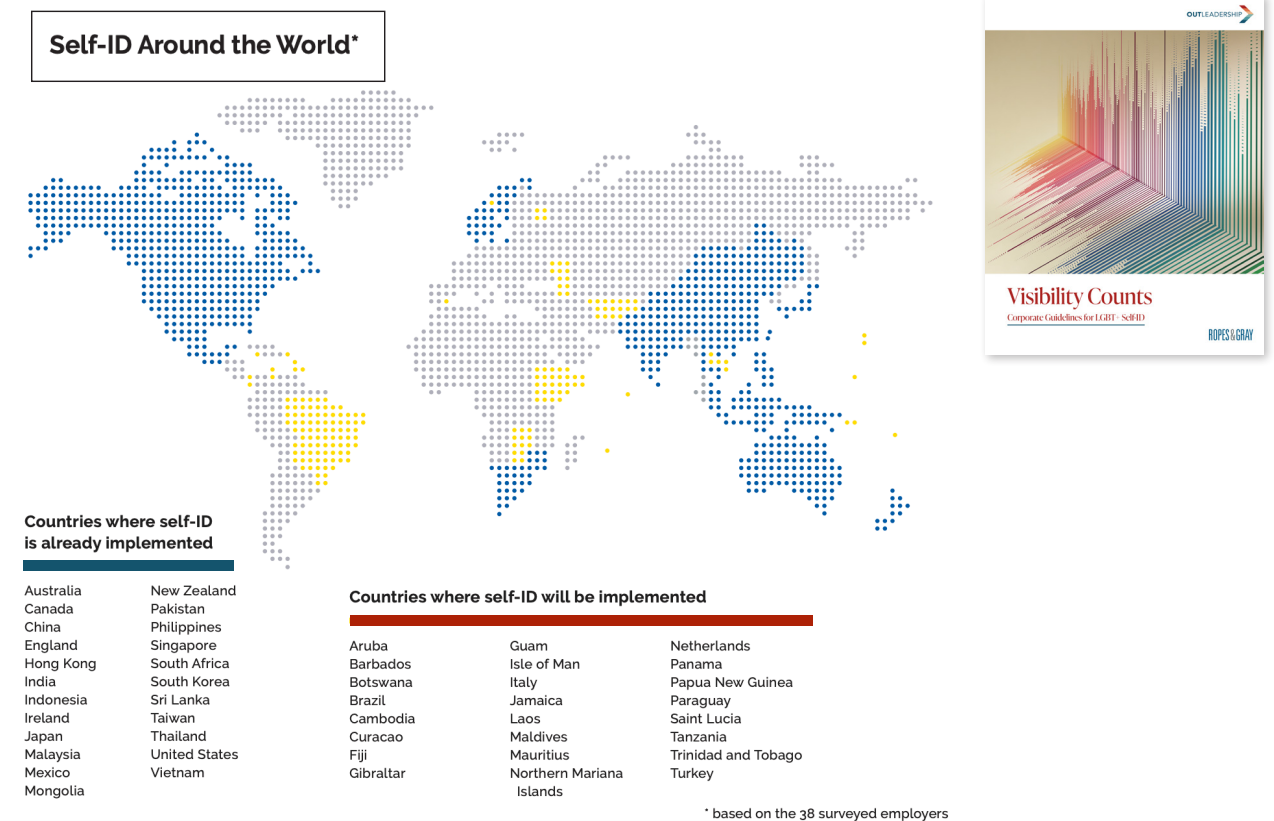 Self-ID Around the World*
OUTLEADERSHIP
Visibility Counts
Corporate Guidelines for LGBT+ Self-ID
ROPES&GRAY
Countries where self-ID
is already implemented
Australia
Canada
China
England
Hong Kong
India
Indonesia
Ireland
Japan
Malaysia
Mexico
Mongolia
New Zealand
Pakistan
Philippines
Singapore
South Africa
South Korea
Sri Lanka
Taiwan
Thailand
United States
Vietnam
Countries where self-ID will be implemented
Aruba
Barbados
Botswana
Brazil
Cambodia
Curacao
Fiji
Gibraltar
Guam
Isle of Man
Italy
Jamaica
Laos
Maldives
Mauritius
Northern Mariana
Islands
Netherlands
Panama
Papua New Guinea
Paraguay
Saint Lucia
Tanzania
Trinidad and Tobago
Turkey
* based on the 38 surveyed employers